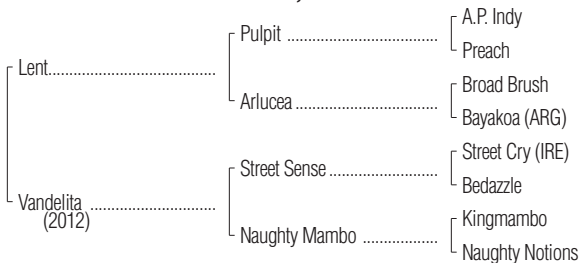 A.P. Indy
Pulpit ................................................
Preach
Lent.....................................................
Broad Brush
Arlucea .............................................
Bayakoa (ARG)
Street Cry (IRE)
Street Sense ..................................
Bedazzle
Vandelita ........................................
(2012)
Kingmambo
Naughty Mambo ........................
Naughty Notions